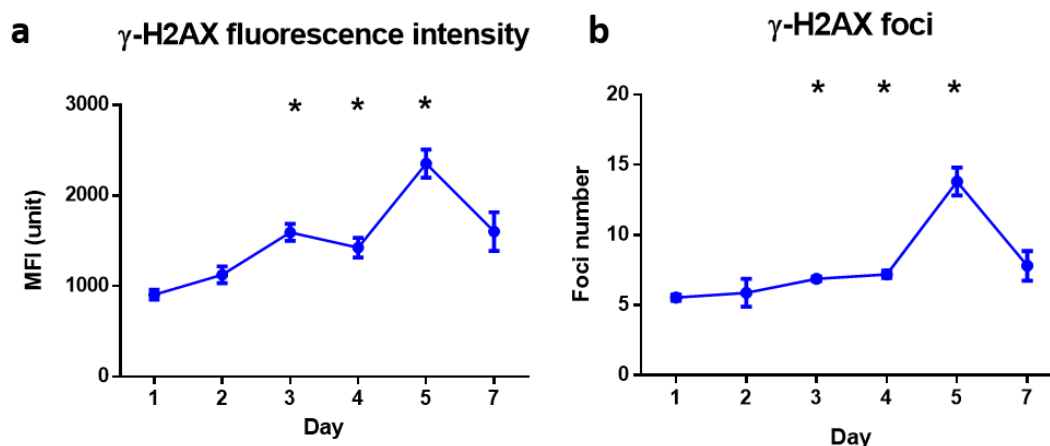 a
γ-H2AX fluorescence intensity
* * *
3000
2000
1000
0
MFI (unit)
1 2 3 4 5 7
Day
b
γ-H2AX foci
* * *
20
15
10
5
0
Foci number
1 2 3 4 5 7
Day